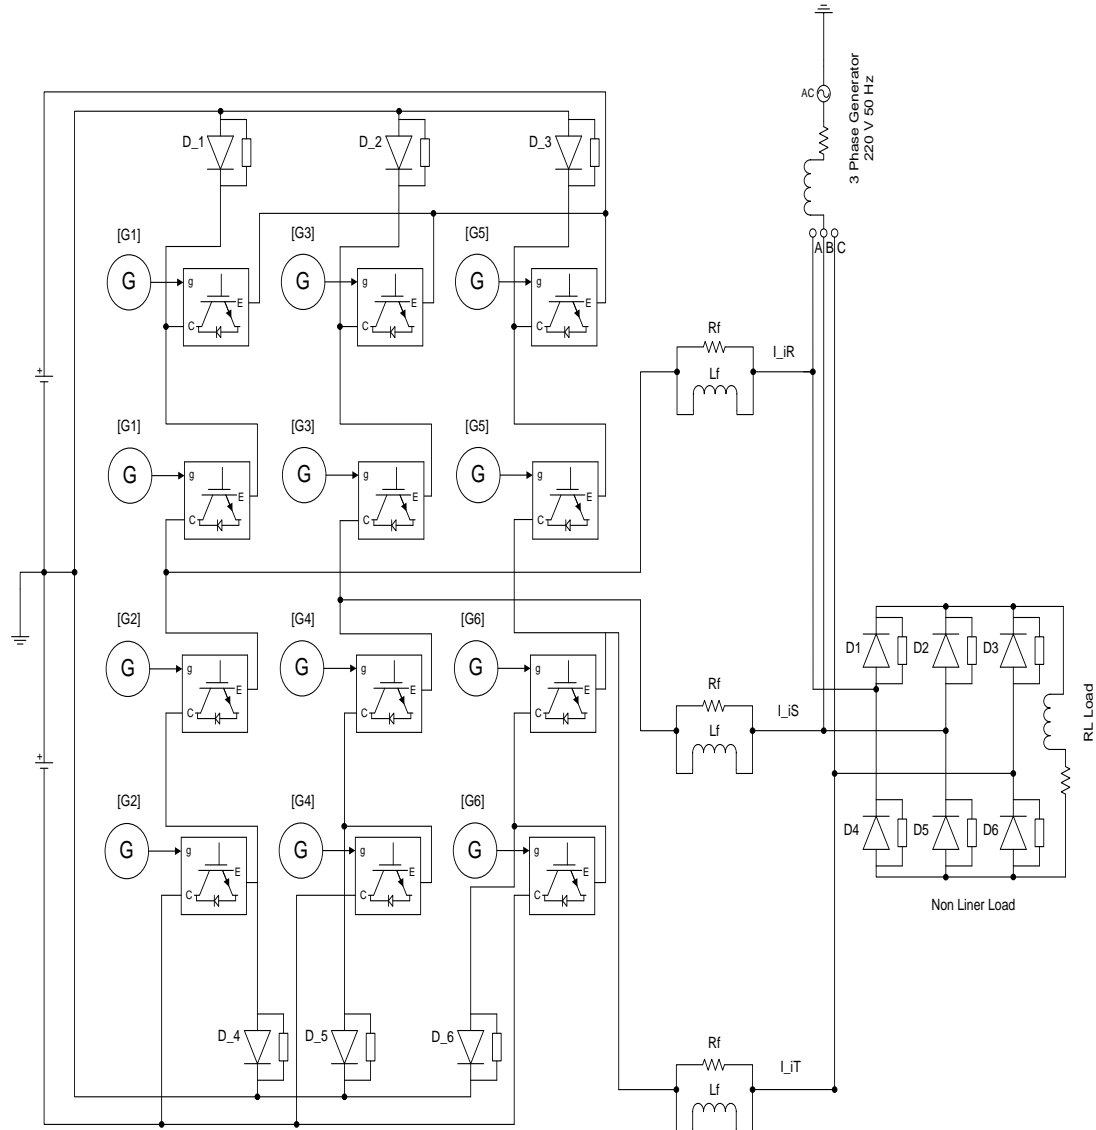 AC
3 Phase Generator
220 V 50 Hz
D_1
D_2
D_3
[G1]
[G3]
[G5]
A B C
G
g
E
C
G
g
E
C
G
g
E
C
Rf
I_iR
Lf
+
[G1]
[G3]
[G5]
G
g
E
C
G
g
E
C
G
g
E
C
[G2]
[G4]
[G6]
G
g
E
C
G
g
E
C
G
g
E
C
D1
D2
D3
Rf
I_iS
Lf
RL Load
+
[G2]
[G4]
[G6]
G
g
E
C
G
g
E
C
G
g
E
C
D4
D5
D6
Non Liner Load
D_4
D_5
D_6
Rf
I_iT
Lf